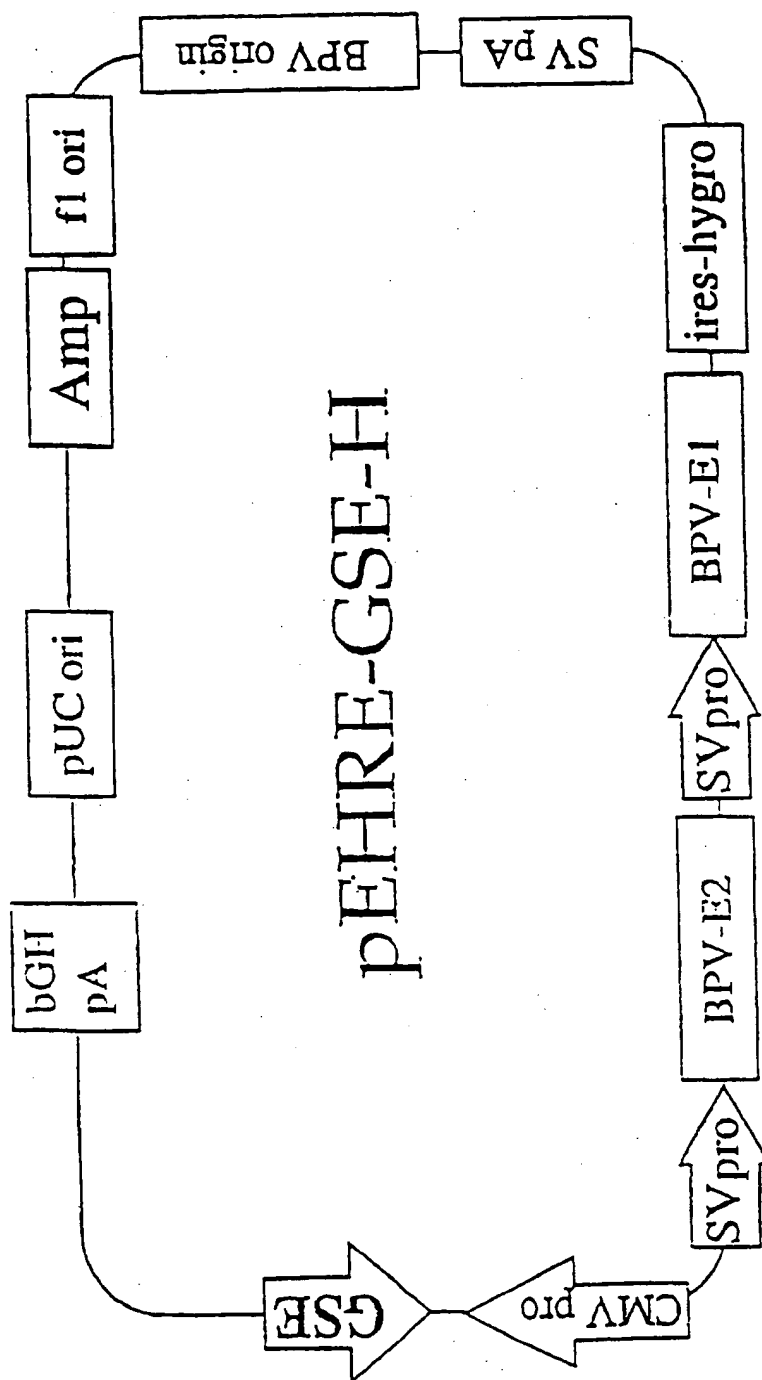 bGH
pA
pUC ori
Amp
f1 ori
BPV origin
SV pA
ires-hygro
BPV-E1
SVpro
BPV-E2
SVpro
CMV pro
GSE
pEHRE-GSE-H